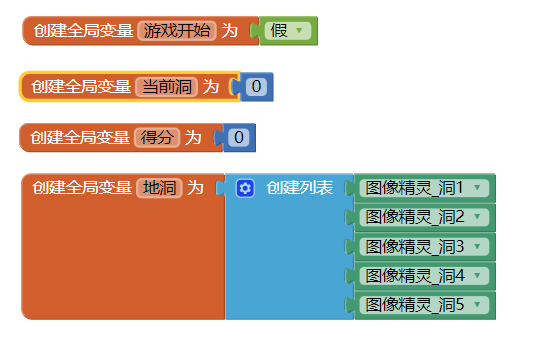 创建全局变量 游戏开始 为 假
创建全局变量 当前洞 为 0
创建全局变量 得分 为 0
创建全局变量 地洞 为 创建列表 图像精灵_洞1
图像精灵_洞2
图像精灵_洞3
图像精灵_洞4
图像精灵_洞5